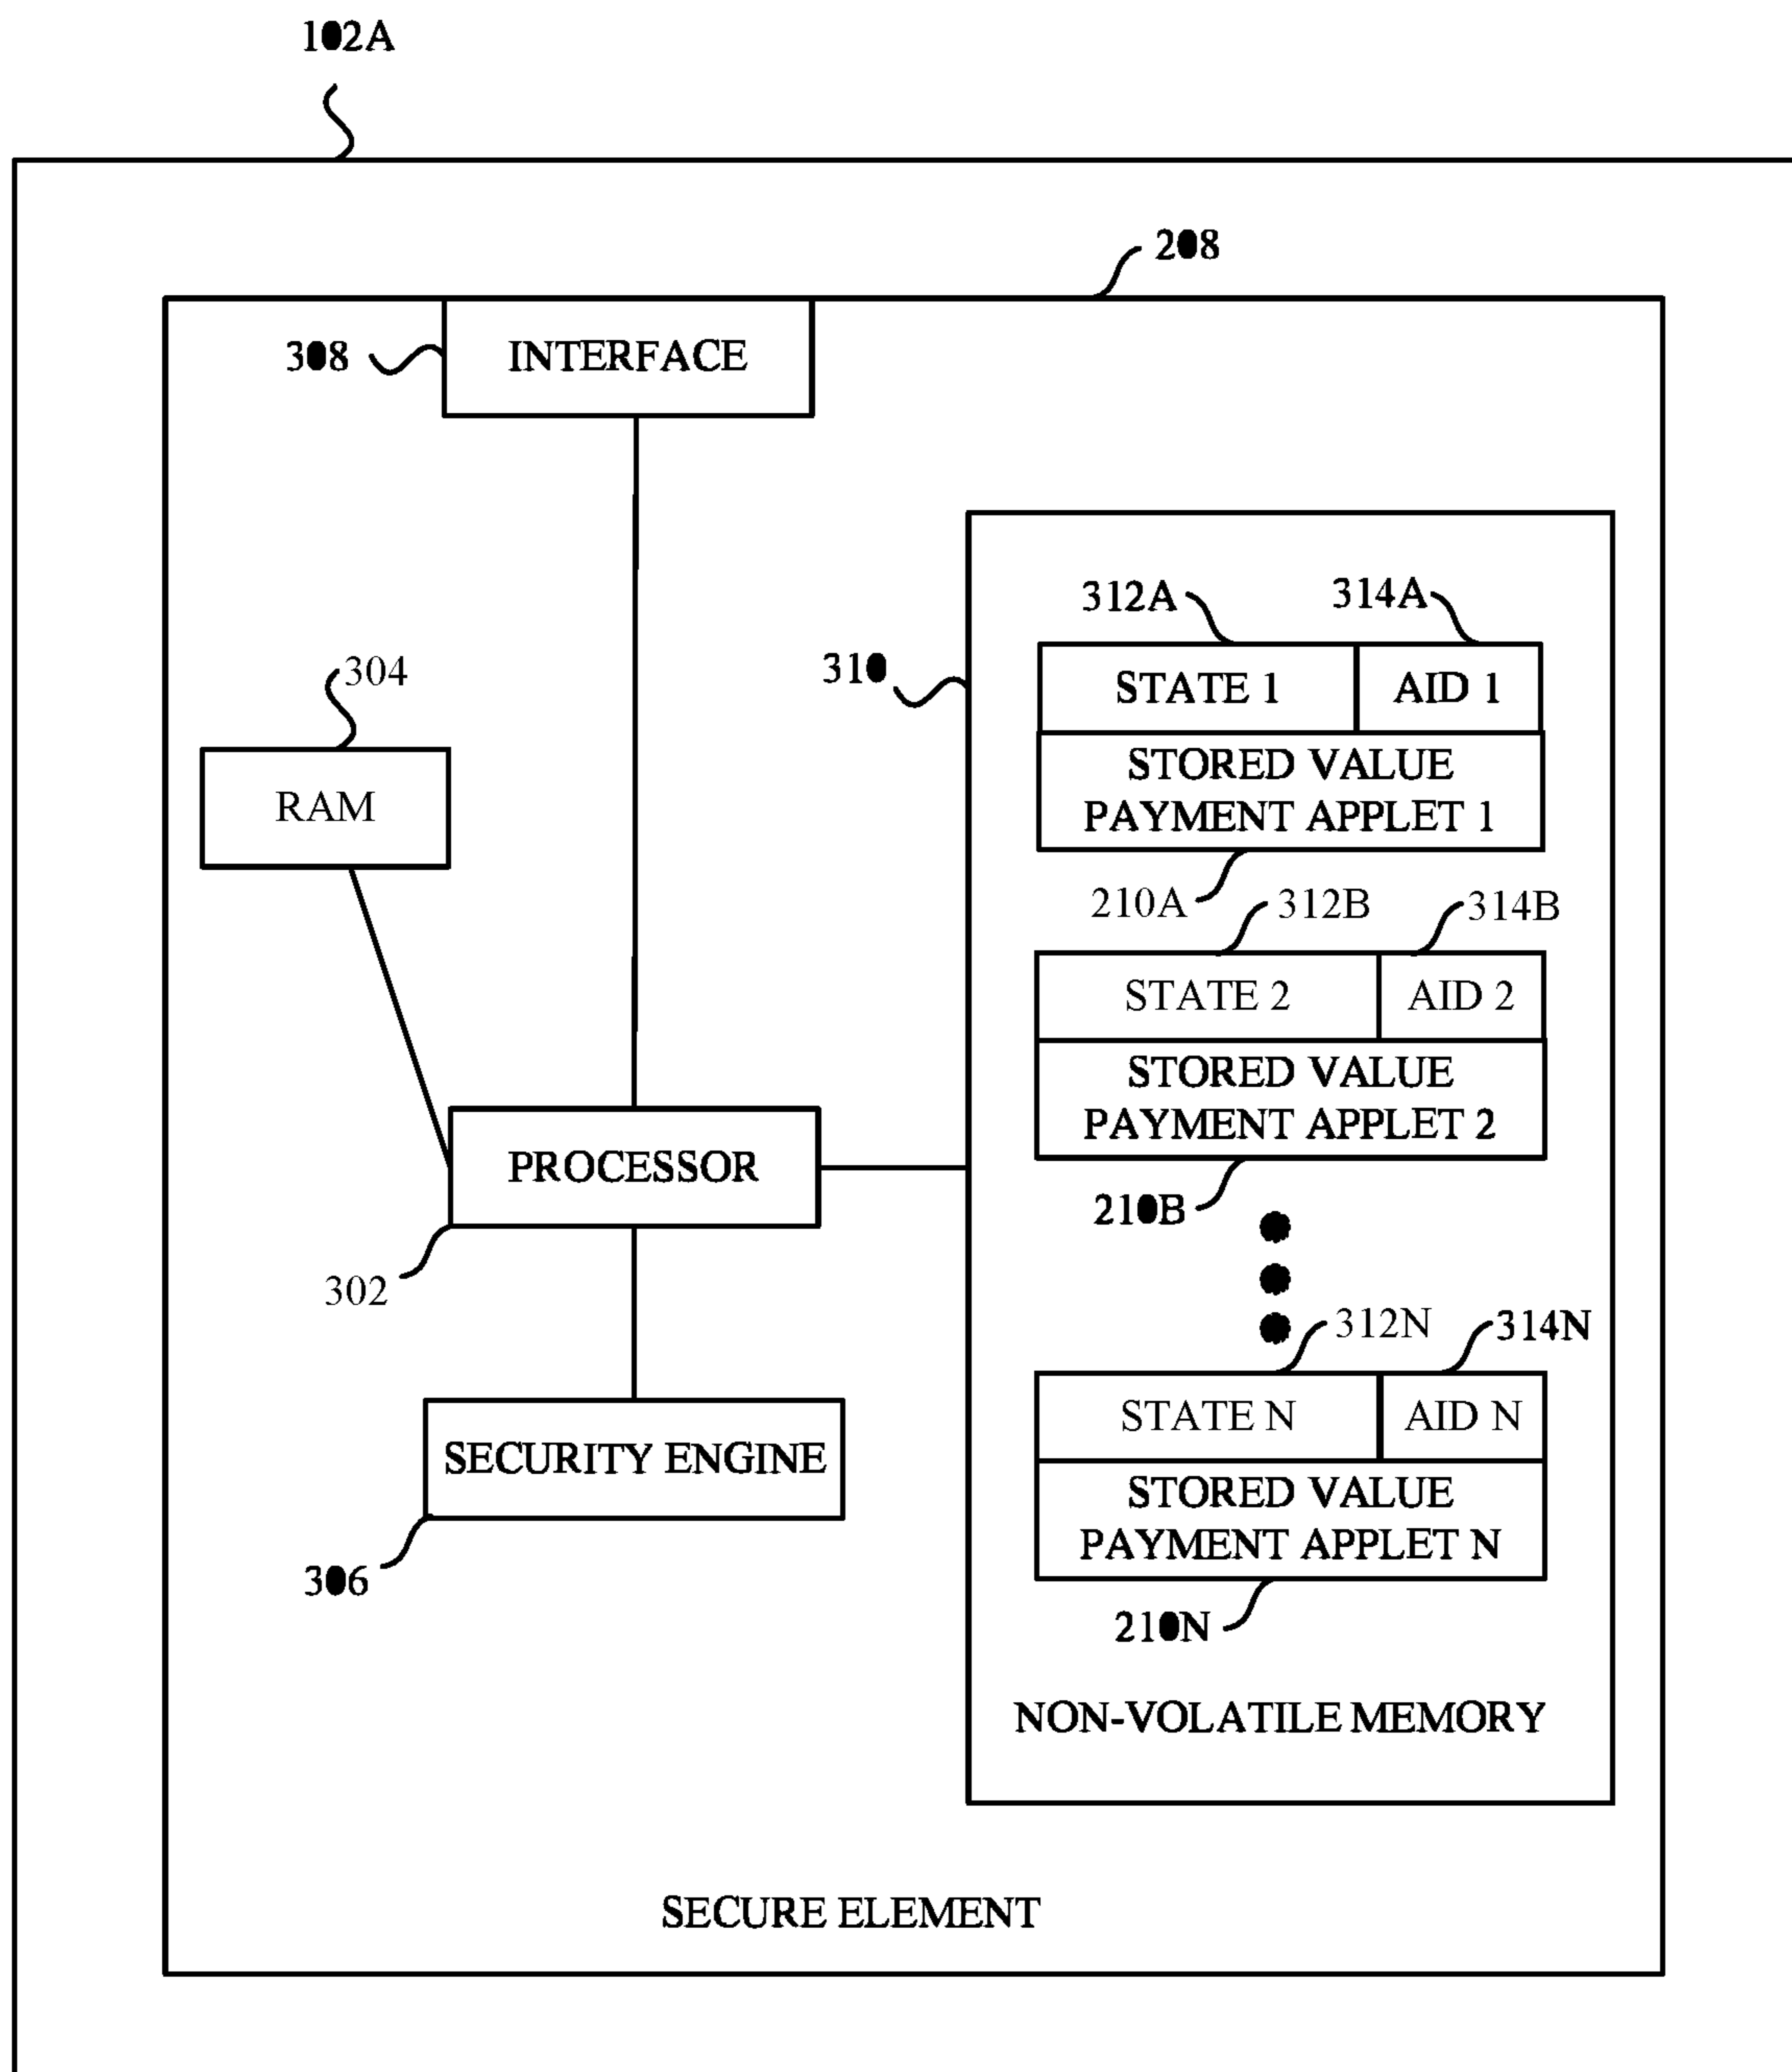 102A
208
308
INTERFACE
312A
314A
304
310
STATE 1
AID 1
RAM
STORED VALUE
PAYMENT APPLET 1
210A
312B
314B
STATE 2
AID 2
STORED VALUE
PAYMENT APPLET 2
PROCESSOR
210B
302
312N
314N
STATE N
AID N
SECURITY ENGINE
STORED VALUE
PAYMENT APPLET N
306
210N
NON-VOLATILE MEMORY
SECURE ELEMENT